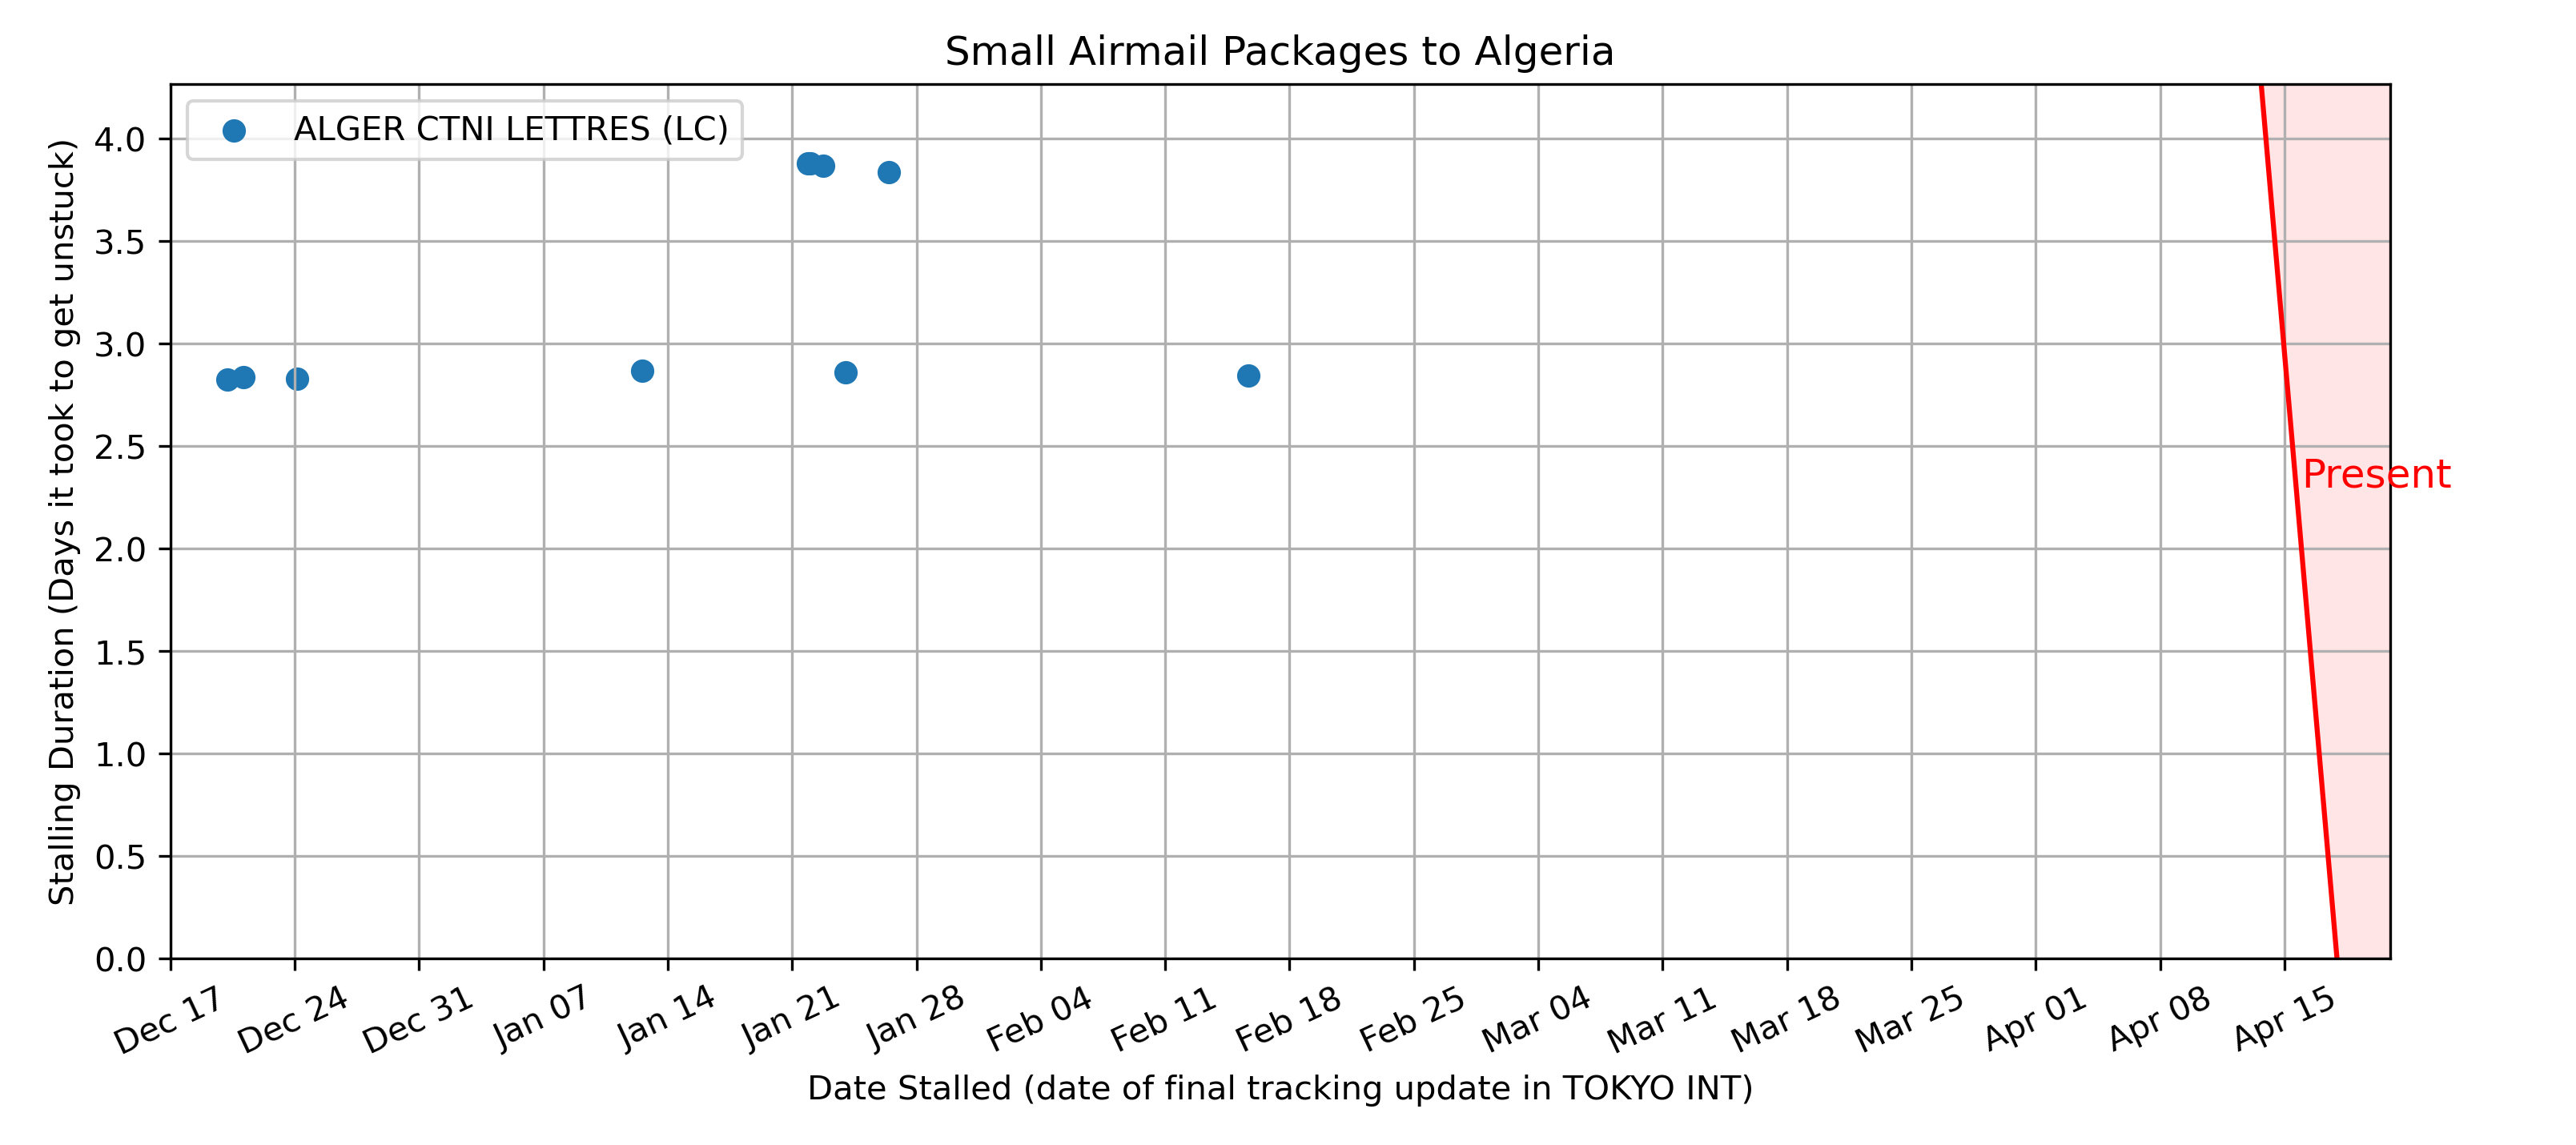 Small Airmail Packages to Algeria
ALGER CTNI LETTRES (LC)
Stalling Duration (Days it took to get unstuck)
4.0
3.5
3.0
2.5
2.0
1.5
1.0
0.5
0.0
Present
Dec 17
Dec 24
Dec 31
Jan 07
Jan 14
Jan 21
Jan 28
Feb 04
Feb 11
Feb 18
Feb 25
Mar 04
Mar 11
Mar 18
Mar 25
Apr 01
Apr 08
Apr 15
Date Stalled (date of final tracking update in TOKYO INT)